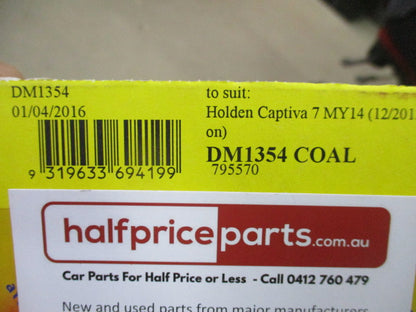 DM1354
01/04/2016
to suit:
Holden Captiva 7 MY14 (12/201
on)
DM1354 COAL
795570
9 319633 694199
halfpriceparts.com.au
Car Parts For Half Price or Less - Call 0412 760 479
New and used parts from major manufacturers